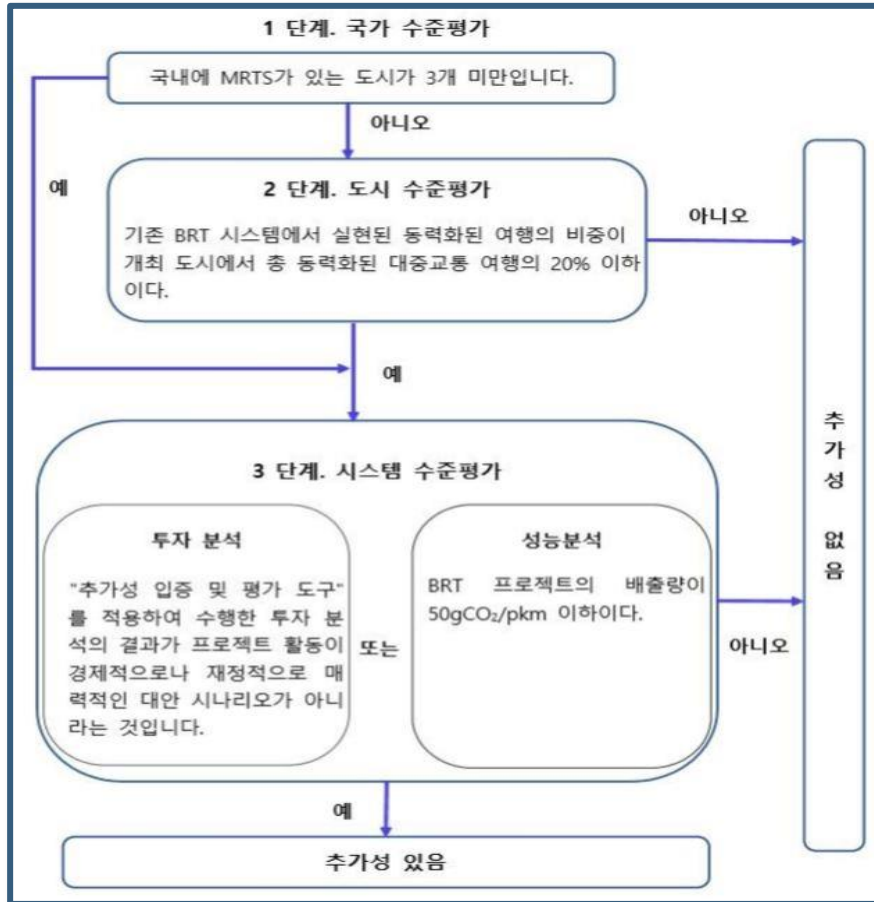 1 단계. 국가 수준평가
국내에 MRTS가 있는 도시가 3개 미만입니다.
아니오
예
2 단계. 도시 수준평가
기존 BRT 시스템에서 실현된 동력화된 여행의 비중이
개최 도시에서 총 동력화된 대중교통 여행의 20% 이하
이다.
아니오
예
3 단계. 시스템 수준평가
투자 분석
"추가성 입증 및 평가 도구"
를 적용하여 수행한 투자 분
석의 결과가 프로젝트 활동이
경제적으로나 재정적으로 매
력적인 대안 시나리오가 아니
라는 것입니다.
또는
성능분석
BRT 프로젝트의 배출량이
50gCO₂/pkm 이하이다.
아니오
예
추가성 있음
추가성 없음